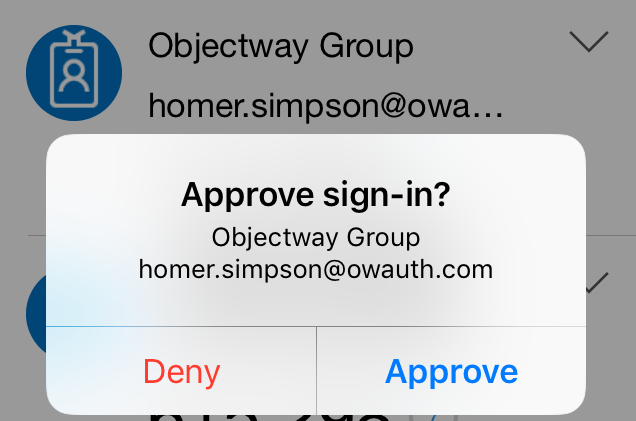 Objectway Group
homer.simpson@owa...
Approve sign-in?
Objectway Group
homer.simpson@owauth.com
Deny
Approve